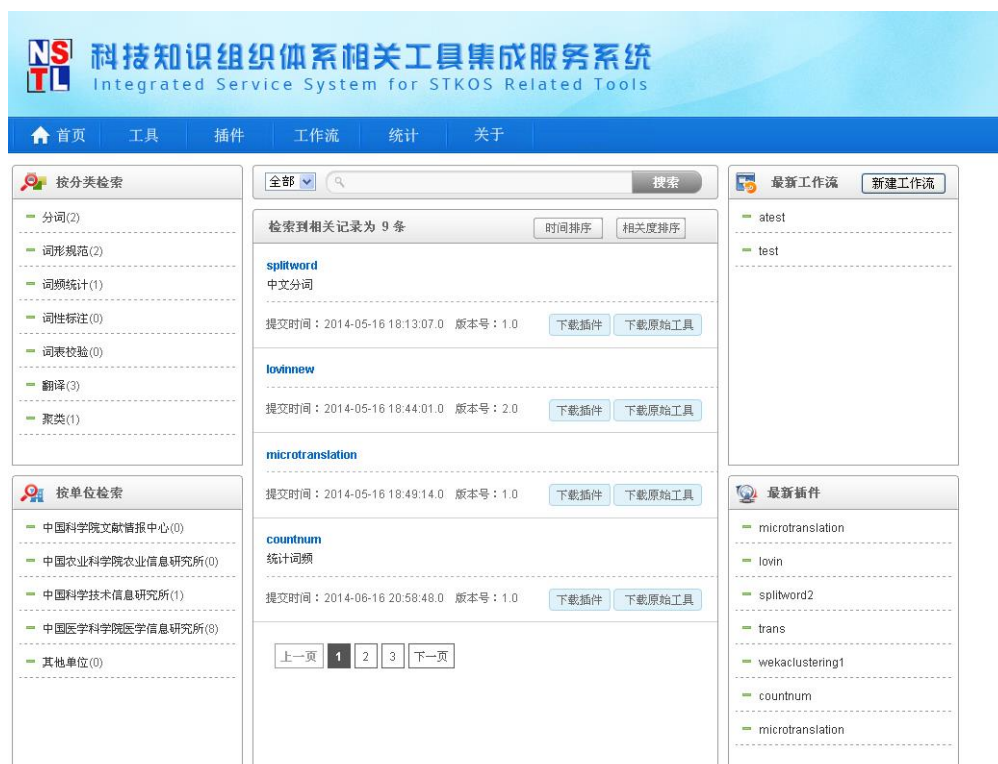 NSTL
科技知识组织体系相关工具集成服务系统
Integrated Service System for STKOS Related Tools
首页 工具 插件 工作流 统计 关于
按分类检索
分词(2)
词形规范(2)
词频统计(1)
词性标注(0)
词表校验(0)
翻译(3)
聚类(1)
按单位检索
中国科学院文献情报中心(0)
中国农业科学院农业信息研究所(0)
中国科学技术信息研究所(1)
中国医学科学院医学信息研究所(8)
其他单位(0)
全部 搜索
检索到相关记录为 9 条 时间排序 相关度排序
splitword
中文分词
提交时间：2014-05-16 18:13:07.0 版本号：1.0 下载插件 下载原始工具
lovinnew
提交时间：2014-05-16 18:44:01.0 版本号：2.0 下载插件 下载原始工具
microtranslation
提交时间：2014-05-16 18:49:14.0 版本号：1.0 下载插件 下载原始工具
countnum
统计词频
提交时间：2014-06-16 20:58:48.0 版本号：1.0 下载插件 下载原始工具
上一页 1 2 3 下一页
最新工作流 新建工作流
atest
test
最新插件
microtranslation
lovin
splitword2
trans
wekaclustering1
countnum
microtranslation